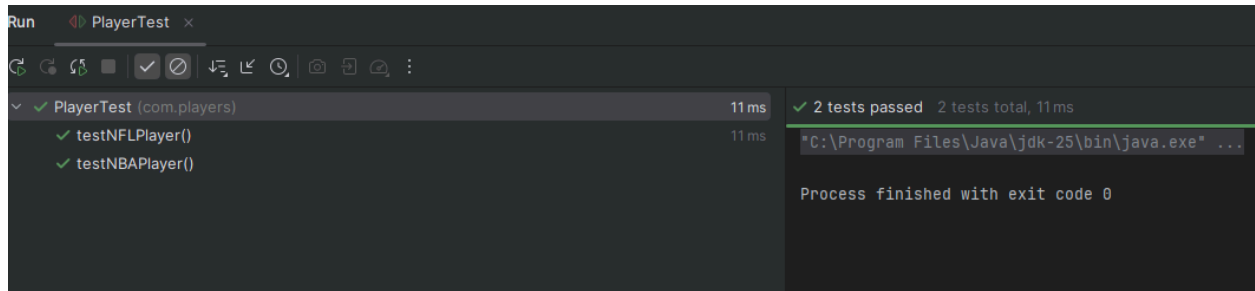 Run PlayerTest ×
PlayerTest (com.players) 11 ms
testNFLPlayer() 11 ms
testNBAPlayer()
2 tests passed 2 tests total, 11 ms
"C:\Program Files\Java\jdk-25\bin\java.exe" ...
Process finished with exit code 0